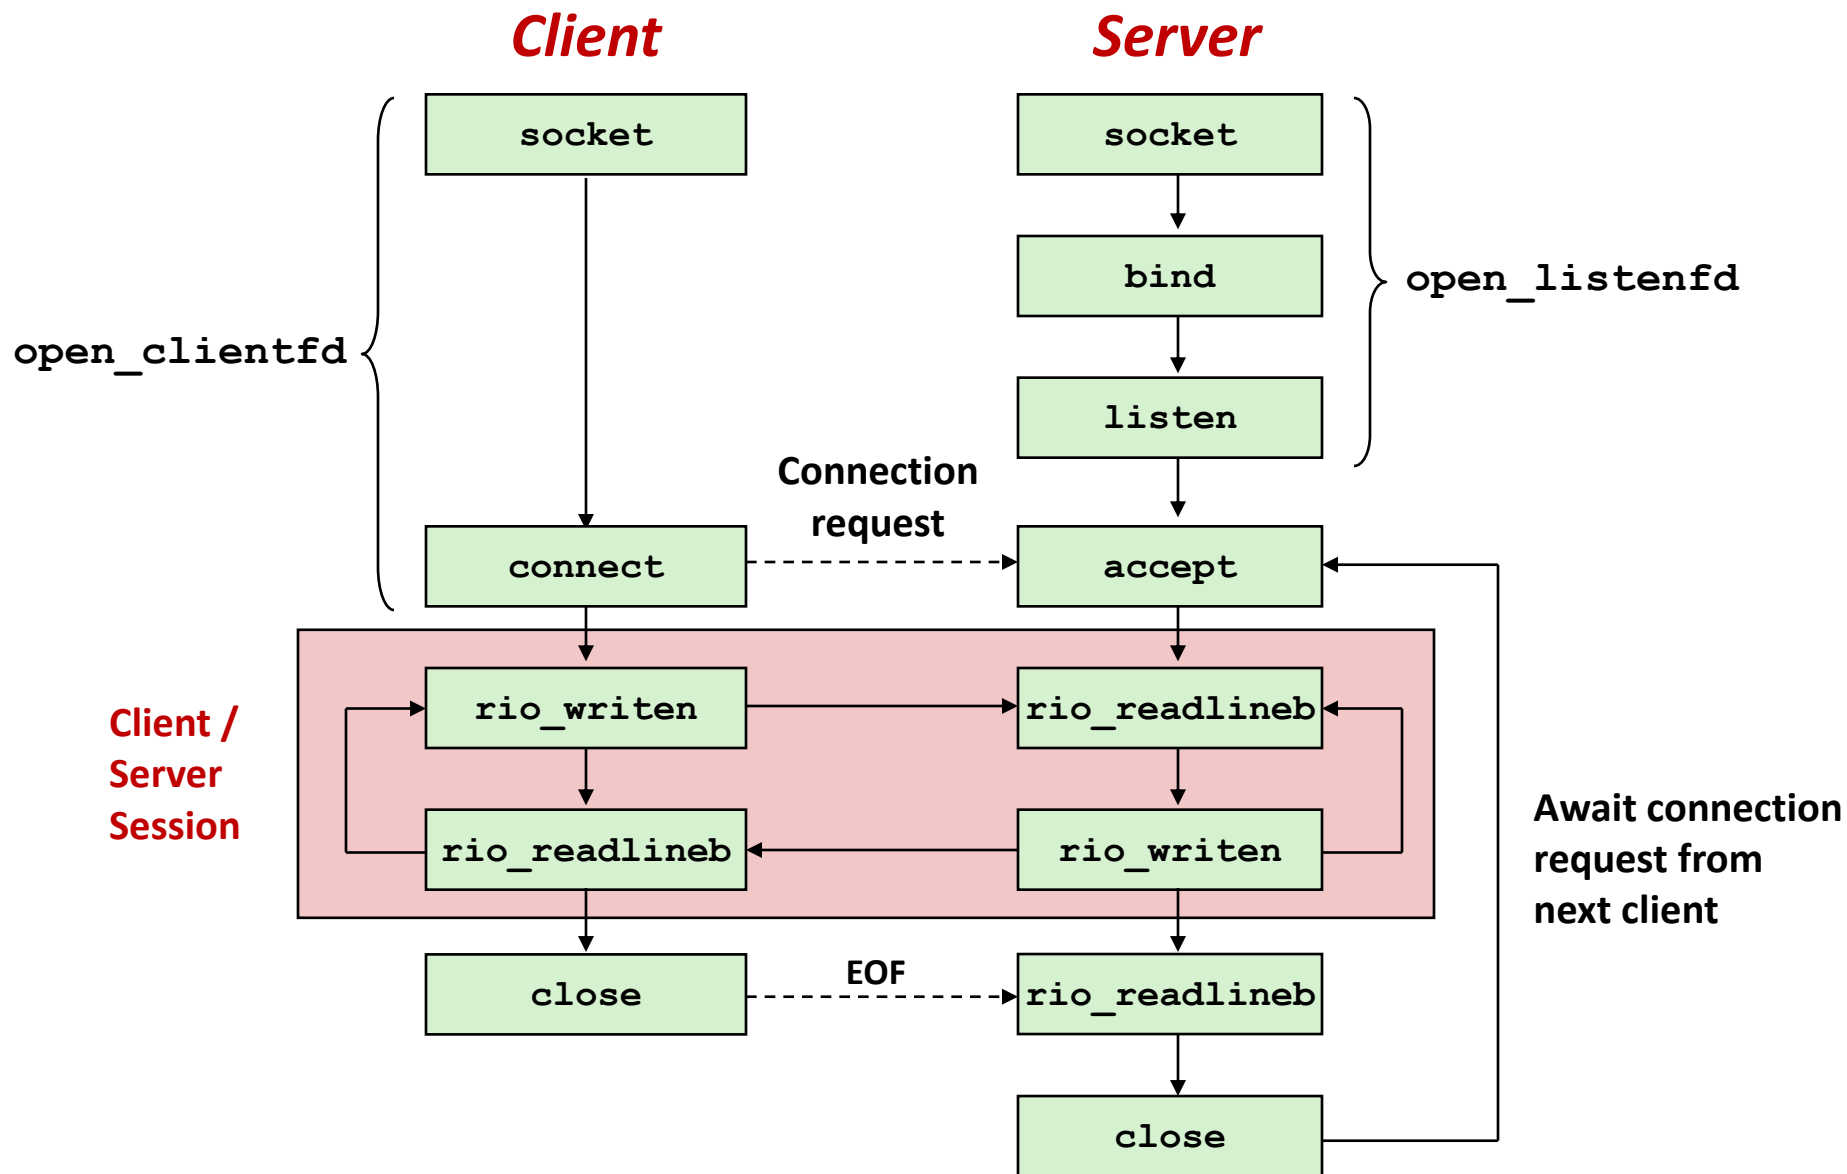 Client
Server
socket
socket
bind
open_listenfd
open_clientfd
listen
Connection
request
connect
accept
Client /
Server
Session
rio_writen
rio_readlineb
rio_readlineb
rio_writen
Await connection
request from
next client
close
EOF
rio_readlineb
close